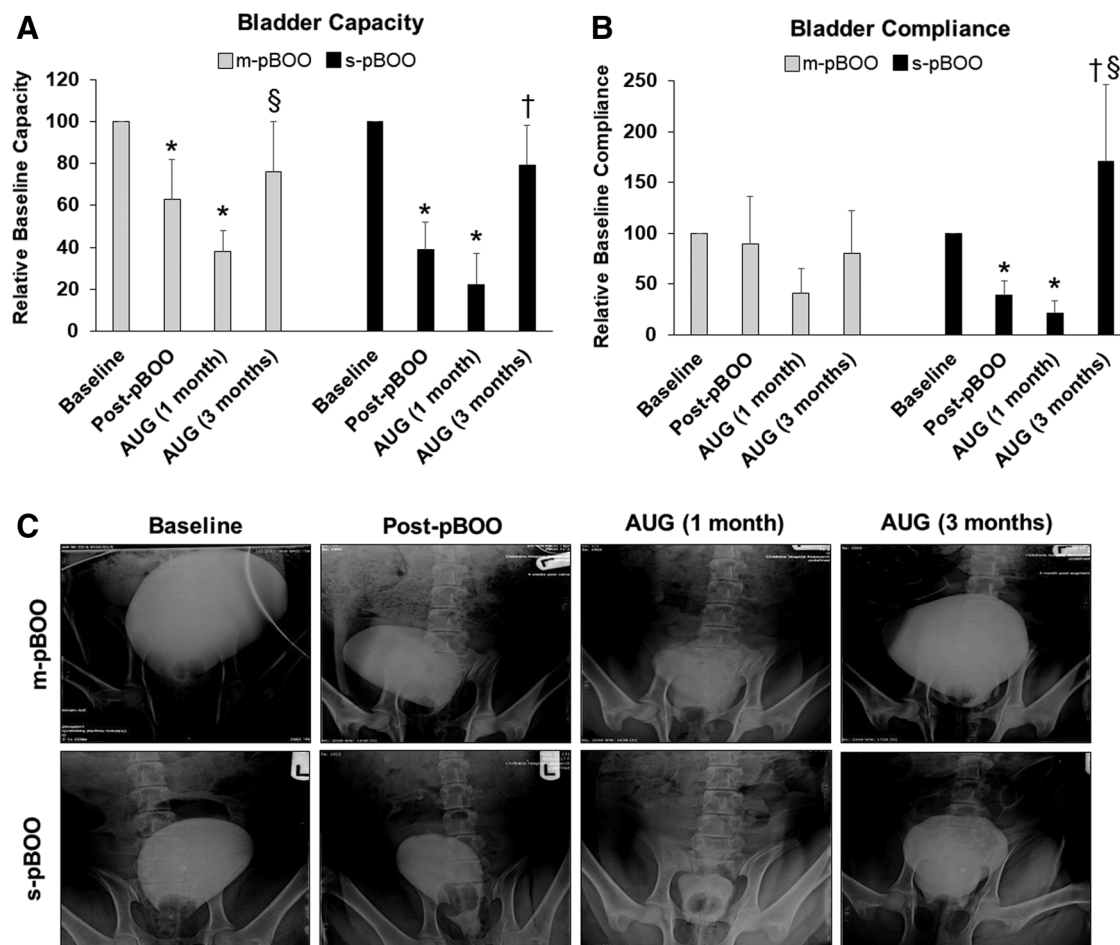 A
Bladder Capacity
m-pBOO s-pBOO
Relative Baseline Capacity
120
100
80
60
40
20
0
* * §
* * †
Baseline
Post-pBOO
AUG (1 month)
AUG (3 months)
Baseline
Post-pBOO
AUG (1 month)
AUG (3 months)
B
Bladder Compliance
m-pBOO s-pBOO
Relative Baseline Compliance
250
200
150
100
50
0
* * † §
Baseline
Post-pBOO
AUG (1 month)
AUG (3 months)
Baseline
Post-pBOO
AUG (1 month)
AUG (3 months)
C
Baseline
Post-pBOO
AUG (1 month)
AUG (3 months)
m-pBOO
L
L
s-pBOO
L
L